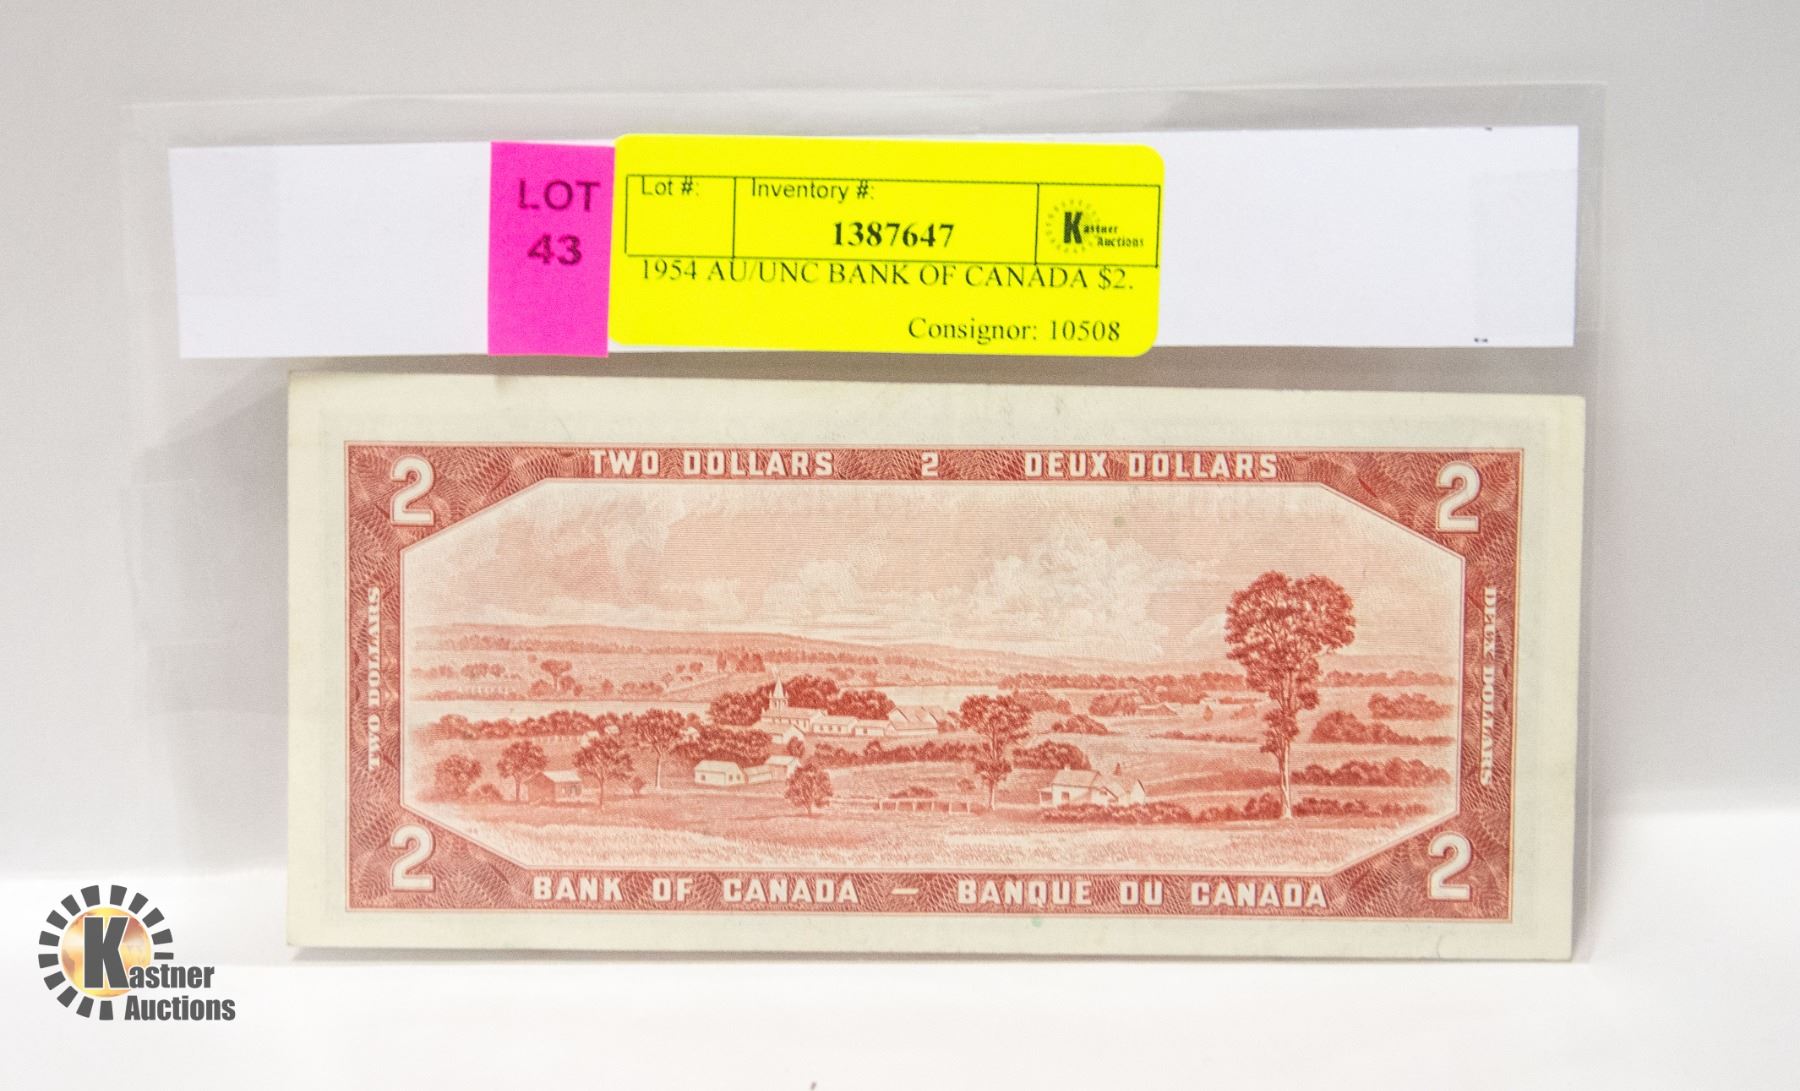 LOT
43
Lot #:
Inventory #:
1387647
Kastner
Auctions
1954 AU/UNC BANK OF CANADA $2.
Consignor: 10508
2 TWO DOLLARS 2 DEUX DOLLARS 2
TWO DOLLARS
DEUX DOLLARS
2 BANK OF CANADA — BANQUE DU CANADA 2
Kastner
Auctions